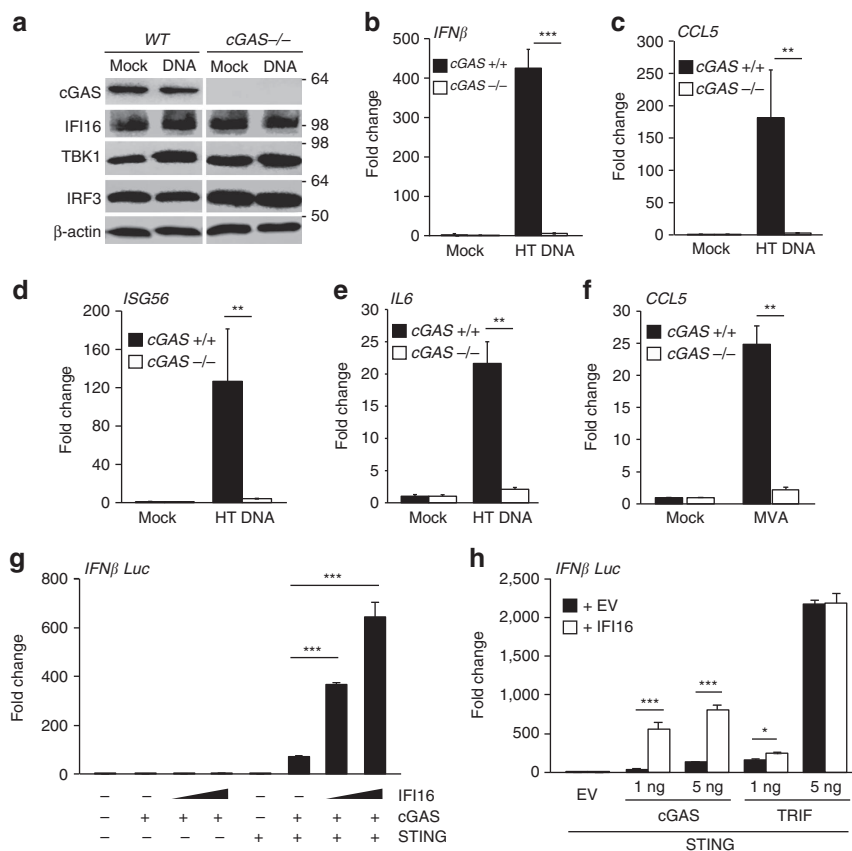 a
WT cGAS–/–
Mock DNA Mock DNA
cGAS
IFI16
TBK1
IRF3
β-actin
64
98
98
64
50
b
IFNβ
500
400
300
200
100
0
Fold change
cGAS +/+
cGAS –/–
***
Mock HT DNA
c
CCL5
300
250
200
150
100
50
0
Fold change
cGAS +/+
cGAS –/–
**
Mock HT DNA
d
ISG56
200
160
120
80
40
0
Fold change
cGAS +/+
cGAS –/–
**
Mock HT DNA
e
IL6
30
25
20
15
10
5
0
Fold change
cGAS +/+
cGAS –/–
**
Mock HT DNA
f
CCL5
30
25
20
15
10
5
0
Fold change
cGAS +/+
cGAS –/–
**
Mock MVA
g
IFNβ Luc
800
600
400
200
0
Fold change
***
***
– – – – IFI16
– + + + – + + + cGAS
– – – – + + + + STING
h
IFNβ Luc
2,500
2,000
1,500
1,000
500
0
Fold change
+ EV
+ IFI16
***
***
*
EV 1 ng 5 ng 1 ng 5 ng
cGAS TRIF
STING